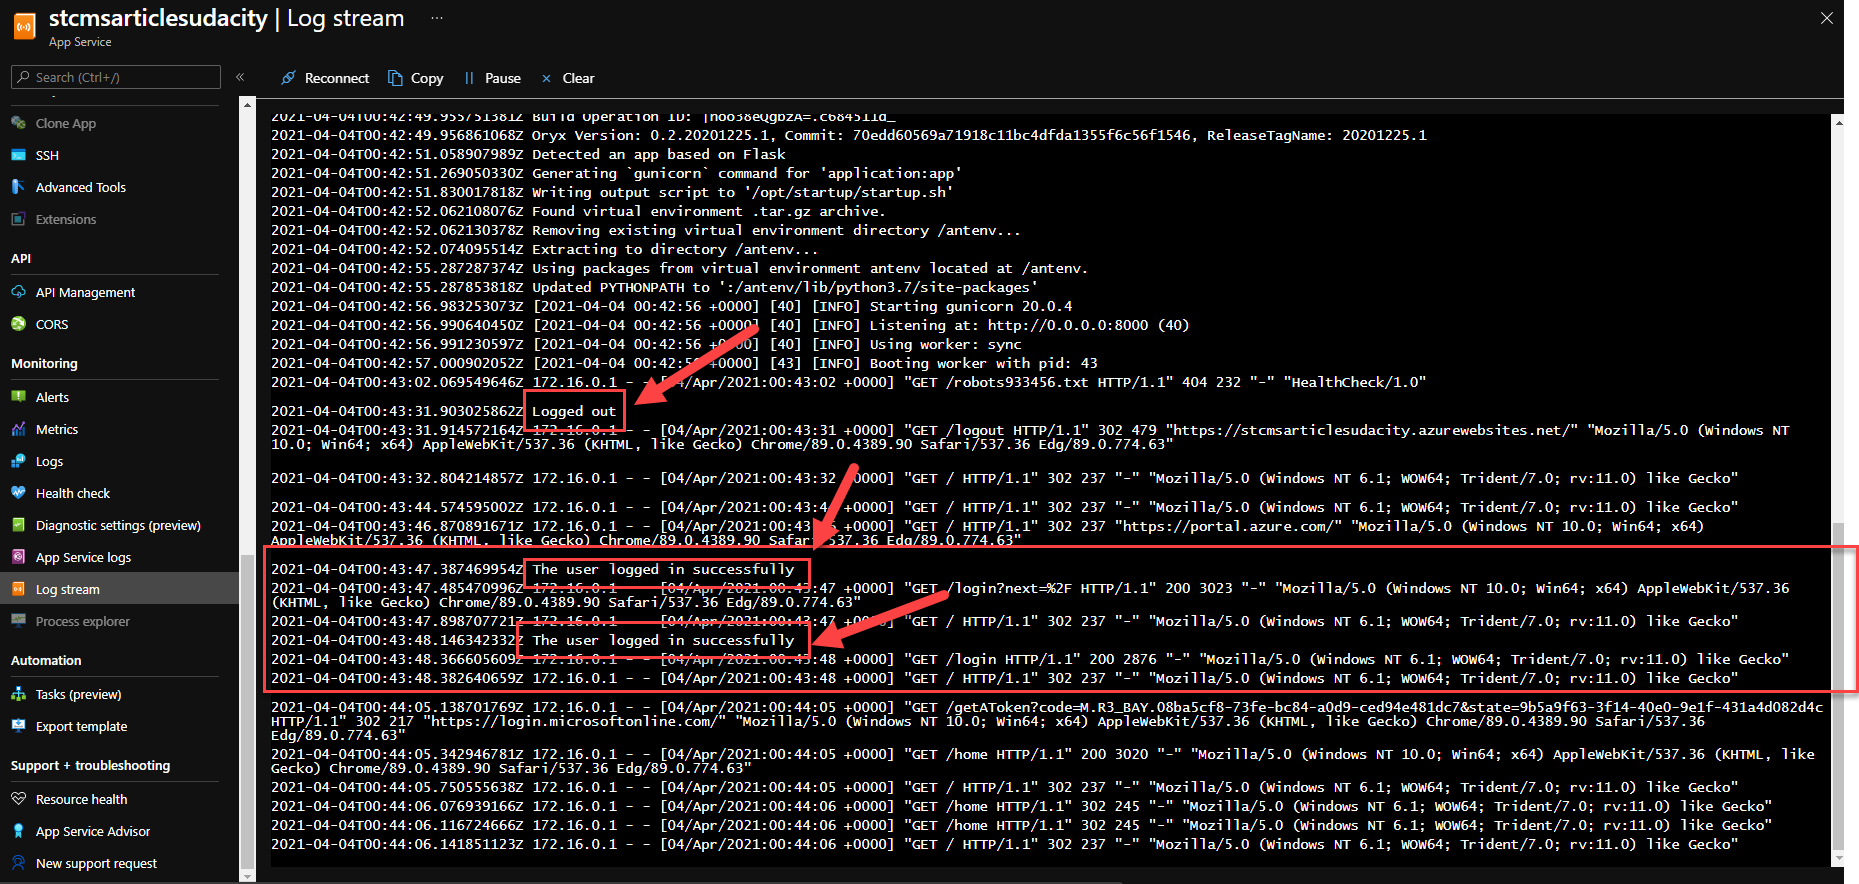 stcmsarticlesudacity | Log stream ...
App Service
Search (Ctrl+/)
«
Reconnect Copy Pause Clear
Clone App
SSH
Advanced Tools
Extensions
API
API Management
CORS
Monitoring
Alerts
Metrics
Logs
Health check
Diagnostic settings (preview)
App Service logs
Log stream
Process explorer
Automation
Tasks (preview)
Export template
Support + troubleshooting
Resource health
App Service Advisor
New support request
2021-04-04T00:42:49.955751381Z Build Operation ID: |noo38eQgbzA=.c684511d_
2021-04-04T00:42:49.956861068Z Oryx Version: 0.2.20201225.1, Commit: 70edd60569a71918c11bc4dfda1355f6c56f1546, ReleaseTagName: 20201225.1
2021-04-04T00:42:51.058907989Z Detected an app based on Flask
2021-04-04T00:42:51.269050330Z Generating `gunicorn` command for 'application:app'
2021-04-04T00:42:51.830017818Z Writing output script to '/opt/startup/startup.sh'
2021-04-04T00:42:52.062108076Z Found virtual environment .tar.gz archive.
2021-04-04T00:42:52.062130378Z Removing existing virtual environment directory /antenv...
2021-04-04T00:42:52.074095514Z Extracting to directory /antenv...
2021-04-04T00:42:55.287287374Z Using packages from virtual environment antenv located at /antenv.
2021-04-04T00:42:55.287853818Z Updated PYTHONPATH to ':/antenv/lib/python3.7/site-packages'
2021-04-04T00:42:56.983253073Z [2021-04-04 00:42:56 +0000] [40] [INFO] Starting gunicorn 20.0.4
2021-04-04T00:42:56.990640450Z [2021-04-04 00:42:56 +0000] [40] [INFO] Listening at: http://0.0.0.0:8000 (40)
2021-04-04T00:42:56.991230597Z [2021-04-04 00:42:56 +0000] [40] [INFO] Using worker: sync
2021-04-04T00:42:57.000902052Z [2021-04-04 00:42:56 +0000] [43] [INFO] Booting worker with pid: 43
2021-04-04T00:43:02.069549646Z 172.16.0.1 - - [04/Apr/2021:00:43:02 +0000] "GET /robots933456.txt HTTP/1.1" 404 232 "-" "HealthCheck/1.0"
2021-04-04T00:43:31.903025862Z Logged out
2021-04-04T00:43:31.914572164Z 172.16.0.1 - - [04/Apr/2021:00:43:31 +0000] "GET /logout HTTP/1.1" 302 479 "https://stcmsarticlesudacity.azurewebsites.net/" "Mozilla/5.0 (Windows NT
10.0; Win64; x64) AppleWebKit/537.36 (KHTML, like Gecko) Chrome/89.0.4389.90 Safari/537.36 Edg/89.0.774.63"
2021-04-04T00:43:32.804214857Z 172.16.0.1 - - [04/Apr/2021:00:43:32 +0000] "GET / HTTP/1.1" 302 237 "-" "Mozilla/5.0 (Windows NT 6.1; WOW64; Trident/7.0; rv:11.0) like Gecko"
2021-04-04T00:43:44.574595002Z 172.16.0.1 - - [04/Apr/2021:00:43:44 +0000] "GET / HTTP/1.1" 302 237 "-" "Mozilla/5.0 (Windows NT 6.1; WOW64; Trident/7.0; rv:11.0) like Gecko"
2021-04-04T00:43:46.870891671Z 172.16.0.1 - - [04/Apr/2021:00:43:46 +0000] "GET / HTTP/1.1" 302 237 "https://portal.azure.com/" "Mozilla/5.0 (Windows NT 10.0; Win64; x64)
AppleWebKit/537.36 (KHTML, like Gecko) Chrome/89.0.4389.90 Safari/537.36 Edg/89.0.774.63"
2021-04-04T00:43:47.387469954Z The user logged in successfully
2021-04-04T00:43:47.485470996Z 172.16.0.1 - - [04/Apr/2021:00:43:47 +0000] "GET /login?next=%2F HTTP/1.1" 200 3023 "-" "Mozilla/5.0 (Windows NT 10.0; Win64; x64) AppleWebKit/537.36
(KHTML, like Gecko) Chrome/89.0.4389.90 Safari/537.36 Edg/89.0.774.63"
2021-04-04T00:43:47.898707721Z 172.16.0.1 - - [04/Apr/2021:00:43:47 +0000] "GET / HTTP/1.1" 302 237 "-" "Mozilla/5.0 (Windows NT 6.1; WOW64; Trident/7.0; rv:11.0) like Gecko"
2021-04-04T00:43:48.146342332Z The user logged in successfully
2021-04-04T00:43:48.366605609Z 172.16.0.1 - - [04/Apr/2021:00:43:48 +0000] "GET /login HTTP/1.1" 200 2876 "-" "Mozilla/5.0 (Windows NT 6.1; WOW64; Trident/7.0; rv:11.0) like Gecko"
2021-04-04T00:43:48.382640659Z 172.16.0.1 - - [04/Apr/2021:00:43:48 +0000] "GET / HTTP/1.1" 302 237 "-" "Mozilla/5.0 (Windows NT 6.1; WOW64; Trident/7.0; rv:11.0) like Gecko"
2021-04-04T00:44:05.138701769Z 172.16.0.1 - - [04/Apr/2021:00:44:05 +0000] "GET /getAToken?code=M.R3_BAY.08ba5cf8-73fe-bc84-a0d9-ced94e481dc7&state=9b5a9f63-3f14-40e0-9e1f-431a4d082d4c
HTTP/1.1" 302 217 "https://login.microsoftonline.com/" "Mozilla/5.0 (Windows NT 10.0; Win64; x64) AppleWebKit/537.36 (KHTML, like Gecko) Chrome/89.0.4389.90 Safari/537.36
Edg/89.0.774.63"
2021-04-04T00:44:05.342946781Z 172.16.0.1 - - [04/Apr/2021:00:44:05 +0000] "GET /home HTTP/1.1" 200 3020 "-" "Mozilla/5.0 (Windows NT 10.0; Win64; x64) AppleWebKit/537.36 (KHTML, like
Gecko) Chrome/89.0.4389.90 Safari/537.36 Edg/89.0.774.63"
2021-04-04T00:44:05.750555638Z 172.16.0.1 - - [04/Apr/2021:00:44:05 +0000] "GET / HTTP/1.1" 302 237 "-" "Mozilla/5.0 (Windows NT 6.1; WOW64; Trident/7.0; rv:11.0) like Gecko"
2021-04-04T00:44:06.076939166Z 172.16.0.1 - - [04/Apr/2021:00:44:06 +0000] "GET /home HTTP/1.1" 302 245 "-" "Mozilla/5.0 (Windows NT 6.1; WOW64; Trident/7.0; rv:11.0) like Gecko"
2021-04-04T00:44:06.116724666Z 172.16.0.1 - - [04/Apr/2021:00:44:06 +0000] "GET /home HTTP/1.1" 302 245 "-" "Mozilla/5.0 (Windows NT 6.1; WOW64; Trident/7.0; rv:11.0) like Gecko"
2021-04-04T00:44:06.141851123Z 172.16.0.1 - - [04/Apr/2021:00:44:06 +0000] "GET / HTTP/1.1" 302 237 "-" "Mozilla/5.0 (Windows NT 6.1; WOW64; Trident/7.0; rv:11.0) like Gecko"